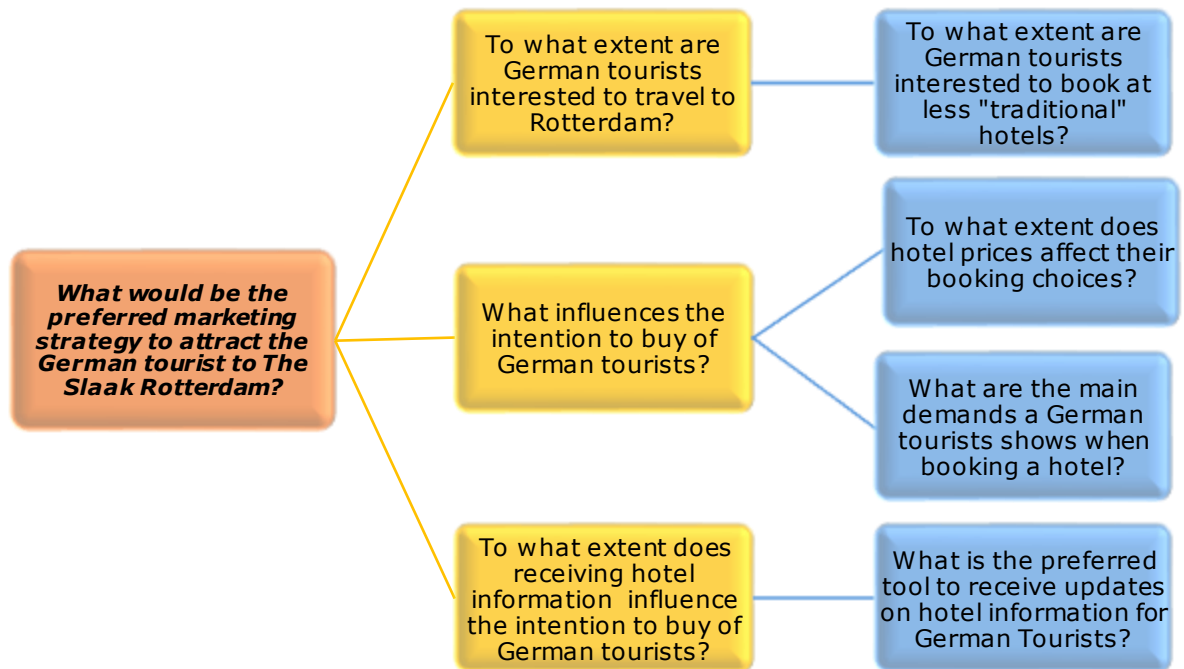 What would be the
preferred marketing
strategy to attract the
German tourist to The
Slaak Rotterdam?
To what extent are
German tourists
interested to travel to
Rotterdam?
To what extent are
German tourists
interested to book at
less "traditional"
hotels?
What influences the
intention to buy of
German tourists?
To what extent does
hotel prices affect their
booking choices?
What are the main
demands a German
tourists shows when
booking a hotel?
To what extent does
receiving hotel
information  influence
the intention to buy of
German tourists?
What is the preferred
tool to receive updates
on hotel information for
German Tourists?